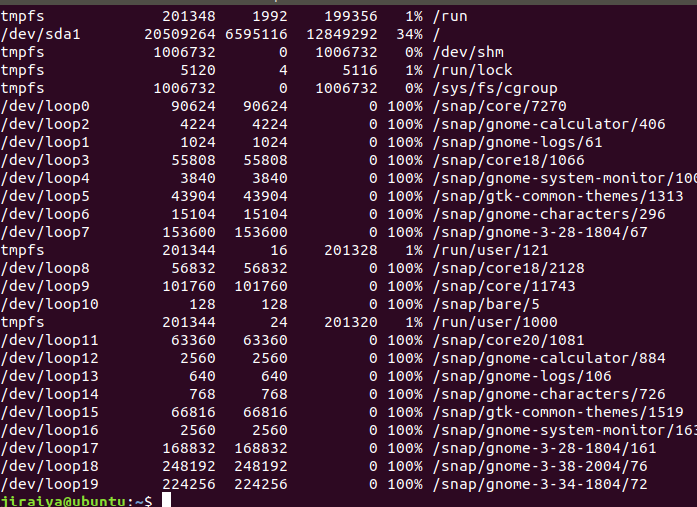 tmpfs 201348 1992 199356 1% /run
/dev/sda1 20509264 6595116 12849292 34% /
tmpfs 1006732 0 1006732 0% /dev/shm
tmpfs 5120 4 5116 1% /run/lock
tmpfs 1006732 0 1006732 0% /sys/fs/cgroup
/dev/loop0 90624 90624 0 100% /snap/core/7270
/dev/loop2 4224 4224 0 100% /snap/gnome-calculator/406
/dev/loop1 1024 1024 0 100% /snap/gnome-logs/61
/dev/loop3 55808 55808 0 100% /snap/core18/1066
/dev/loop4 3840 3840 0 100% /snap/gnome-system-monitor/100
/dev/loop5 43904 43904 0 100% /snap/gtk-common-themes/1313
/dev/loop6 15104 15104 0 100% /snap/gnome-characters/296
/dev/loop7 153600 153600 0 100% /snap/gnome-3-28-1804/67
tmpfs 201344 16 201328 1% /run/user/121
/dev/loop8 56832 56832 0 100% /snap/core18/2128
/dev/loop9 101760 101760 0 100% /snap/core/11743
/dev/loop10 128 128 0 100% /snap/bare/5
tmpfs 201344 24 201320 1% /run/user/1000
/dev/loop11 63360 63360 0 100% /snap/core20/1081
/dev/loop12 2560 2560 0 100% /snap/gnome-calculator/884
/dev/loop13 640 640 0 100% /snap/gnome-logs/106
/dev/loop14 768 768 0 100% /snap/gnome-characters/726
/dev/loop15 66816 66816 0 100% /snap/gtk-common-themes/1519
/dev/loop16 2560 2560 0 100% /snap/gnome-system-monitor/163
/dev/loop17 168832 168832 0 100% /snap/gnome-3-28-1804/161
/dev/loop18 248192 248192 0 100% /snap/gnome-3-38-2004/76
/dev/loop19 224256 224256 0 100% /snap/gnome-3-34-1804/72
jiraiya@ubuntu:~$